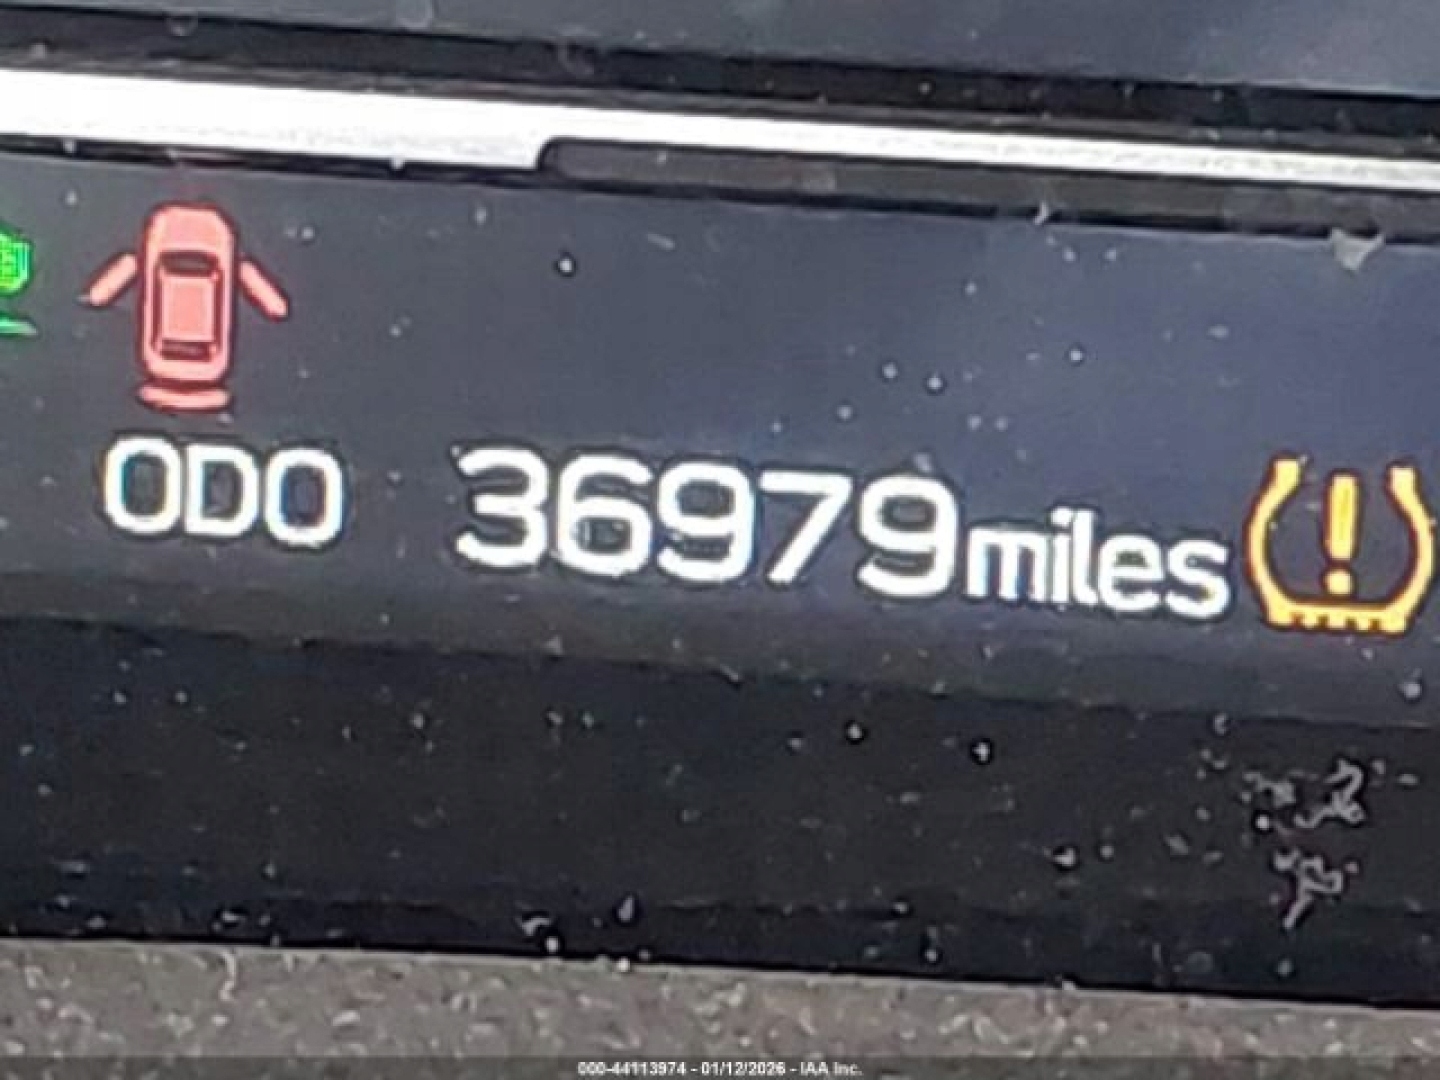 ODO 36979miles
000-44113974 - 01/12/2026 - IAA Inc.